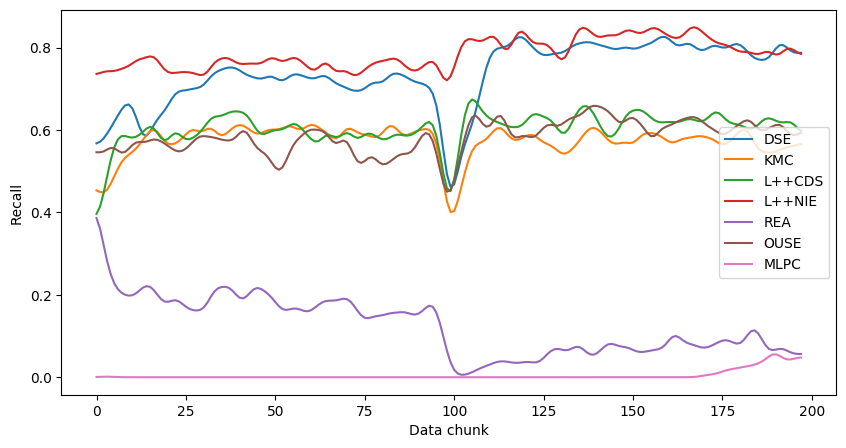 0.8
0.6
0.4
0.2
0.0
Recall
0
25
50
75
100
125
150
175
200
Data chunk
DSE
KMC
L++CDS
L++NIE
REA
OUSE
MLPC